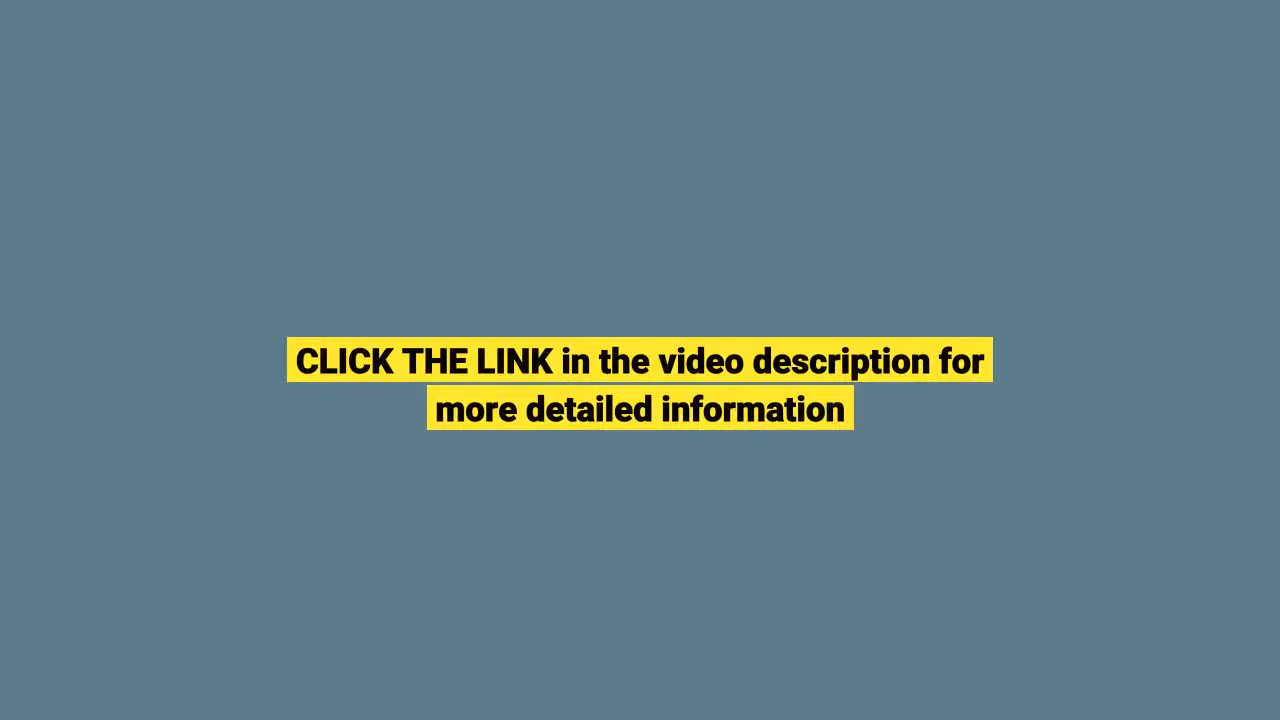 CLICK THE LINK in the video description for
more detailed information